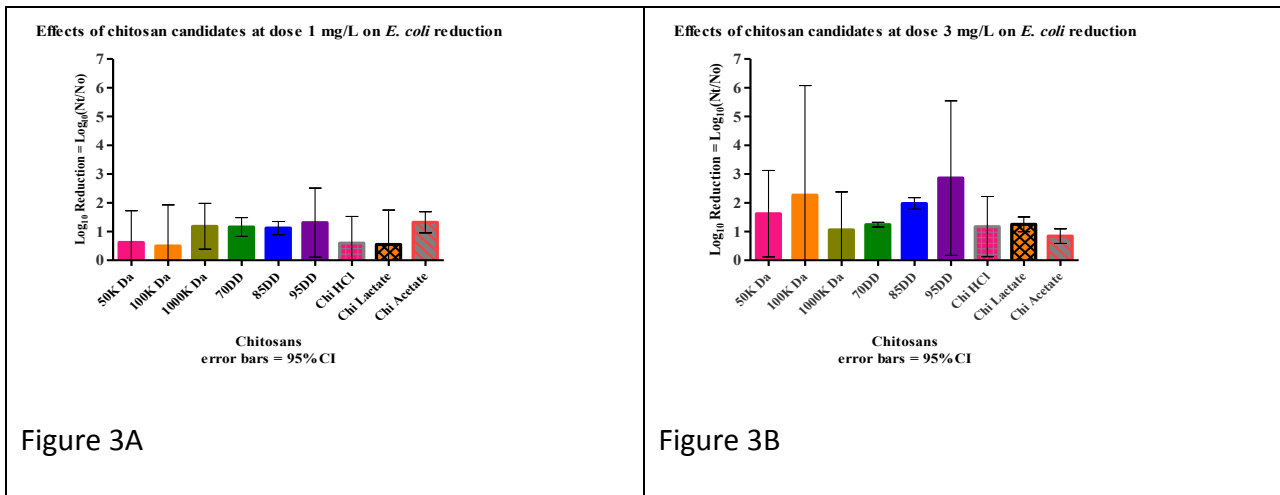 Effects of chitosan candidates at dose 1 mg/L on E. coli reduction
Log10 Reduction = Log10(Nt/No)
7
6
5
4
3
2
1
0
50K Da
100K Da
1000K Da
70DD
85DD
95DD
Chi HCl
Chi Lactate
Chi Acetate
Chitosans
error bars = 95%CI
Figure 3A
Effects of chitosan candidates at dose 3 mg/L on E. coli reduction
Log10 Reduction = Log10(Nt/No)
7
6
5
4
3
2
1
0
50K Da
100K Da
1000K Da
70DD
85DD
95DD
Chi HCl
Chi Lactate
Chi Acetate
Chitosans
error bars = 95%CI
Figure 3B